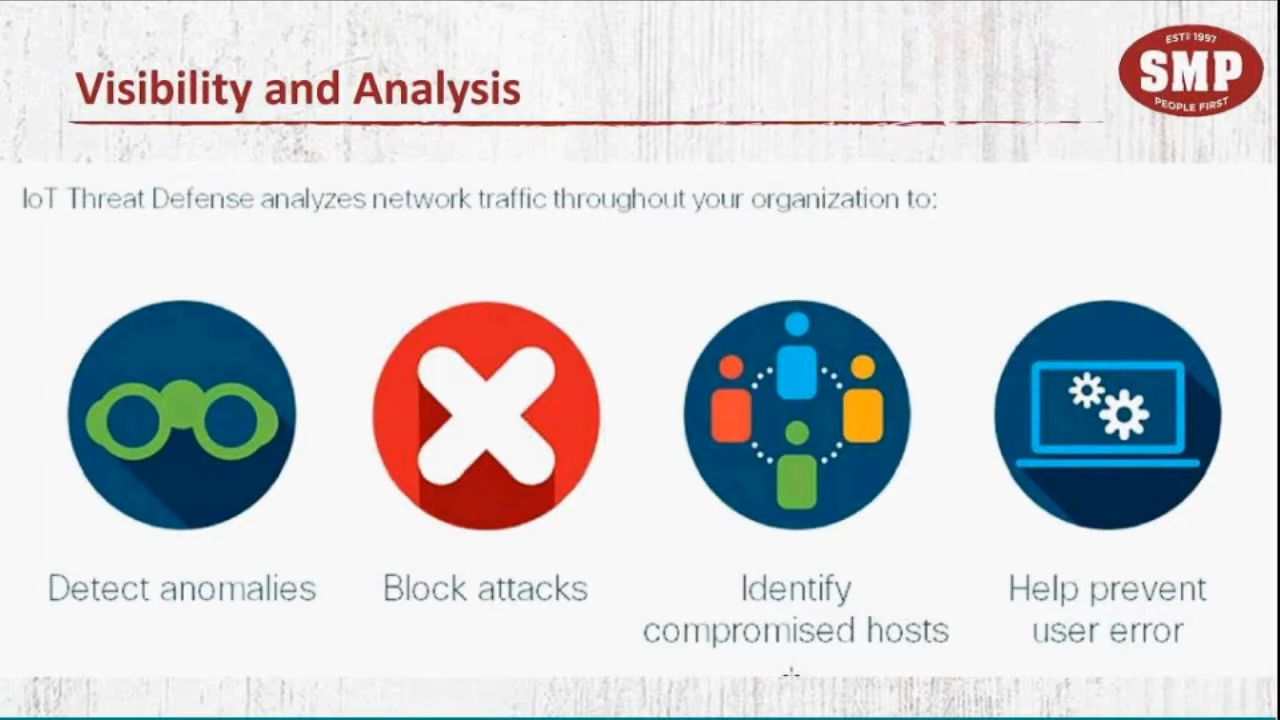 Visibility and Analysis
EST® 1997
SMP
PEOPLE FIRST
IoT Threat Defense analyzes network traffic throughout your organization to:
Detect anomalies
Block attacks
Identify
compromised hosts
Help prevent
user error